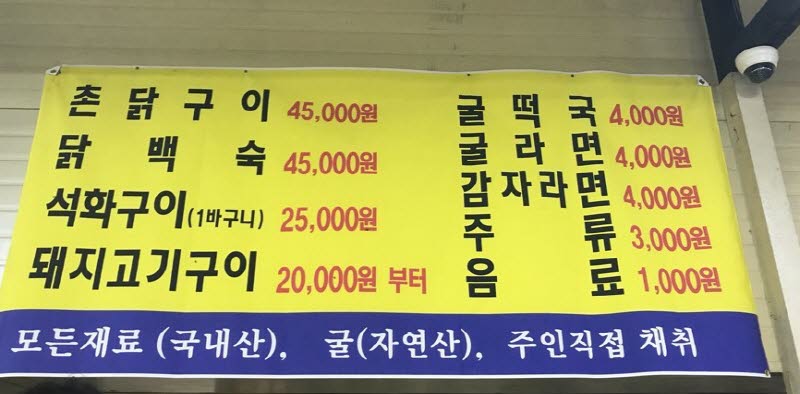 촌닭구이 45,000원
닭백숙 45,000원
석화구이(1바구니) 25,000원
돼지고기구이 20,000원 부터
굴떡국 4,000원
굴라면 4,000원
감자라면 4,000원
주류 3,000원
음료 1,000원
모든재료 (국내산), 굴(자연산), 주인직접 채취